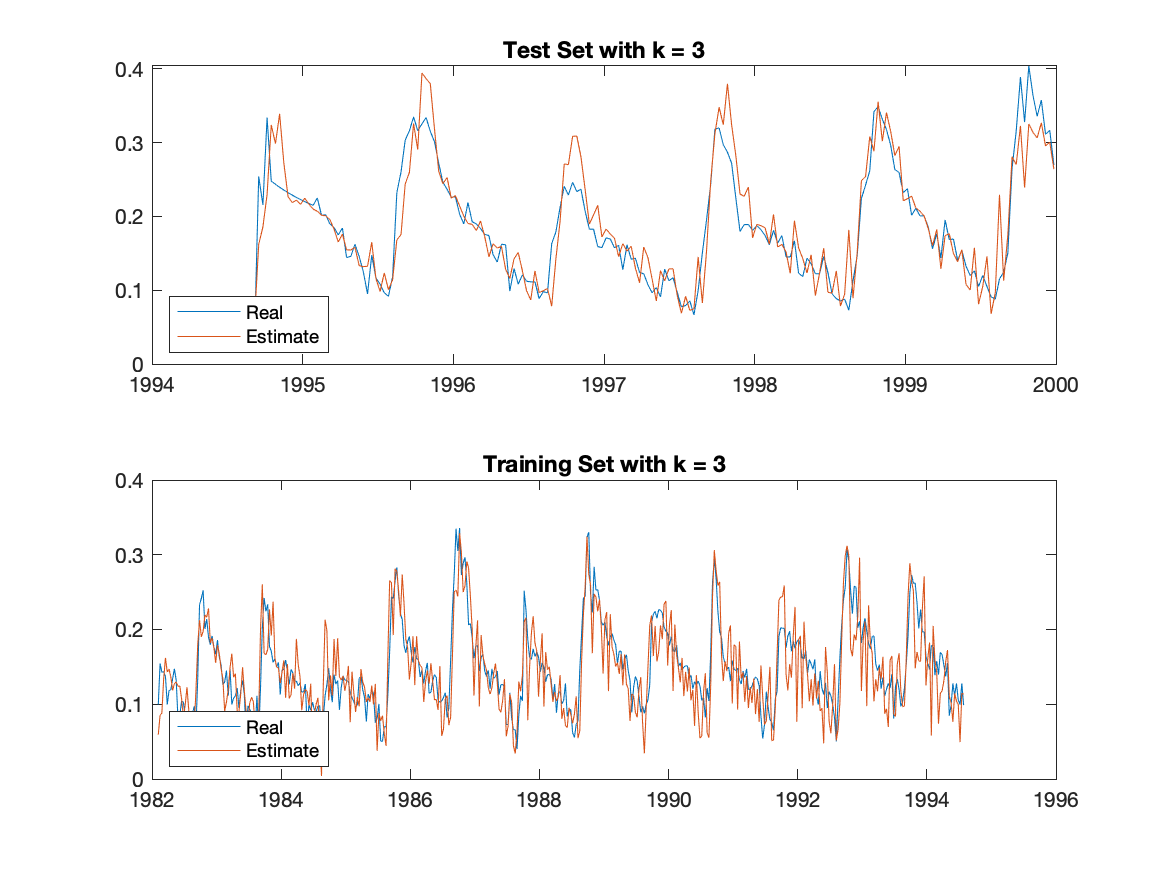 Test Set with k = 3
0.4
0.3
0.2
0.1
0
Real
Estimate
1994 1995 1996 1997 1998 1999 2000
Training Set with k = 3
0.4
0.3
0.2
0.1
0
Real
Estimate
1982 1984 1986 1988 1990 1992 1994 1996